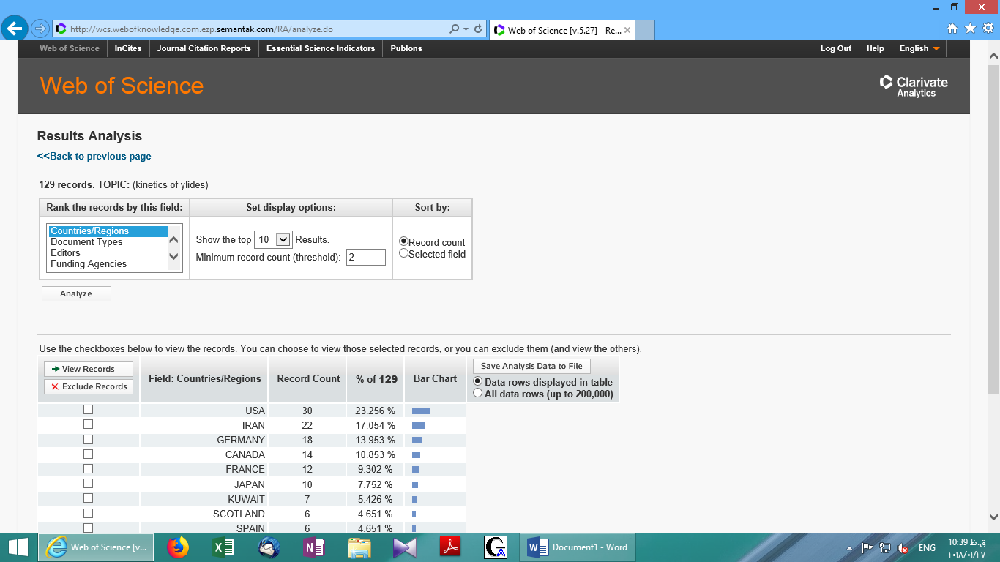 http://wcs.webofknowledge.com.ezp.semantak.com/RA/analyze.do
Web of Science [v.5.27] - Re...
Web of Science InCites Journal Citation Reports Essential Science Indicators Publons Log Out Help English
Web of Science
Clarivate
Analytics
Results Analysis
<<Back to previous page
129 records. TOPIC: (kinetics of ylides)
Rank the records by this field: Set display options: Sort by:
Countries/Regions
Document Types
Editors
Funding Agencies
Show the top 10 Results.
Minimum record count (threshold): 2
Record count
Selected field
Analyze
Use the checkboxes below to view the records. You can choose to view those selected records, or you can exclude them (and view the others).
View Records
Exclude Records
Field: Countries/Regions Record Count % of 129 Bar Chart
Save Analysis Data to File
Data rows displayed in table
All data rows (up to 200,000)
USA 30 23.256 %
IRAN 22 17.054 %
GERMANY 18 13.953 %
CANADA 14 10.853 %
FRANCE 12 9.302 %
JAPAN 10 7.752 %
KUWAIT 7 5.426 %
SCOTLAND 6 4.651 %
SPAIN 6 4.651 %
Web of Science [v...
Document1 - Word
ENG
10:39 ق.ظ
٢٠١٨/٠١/٢٧